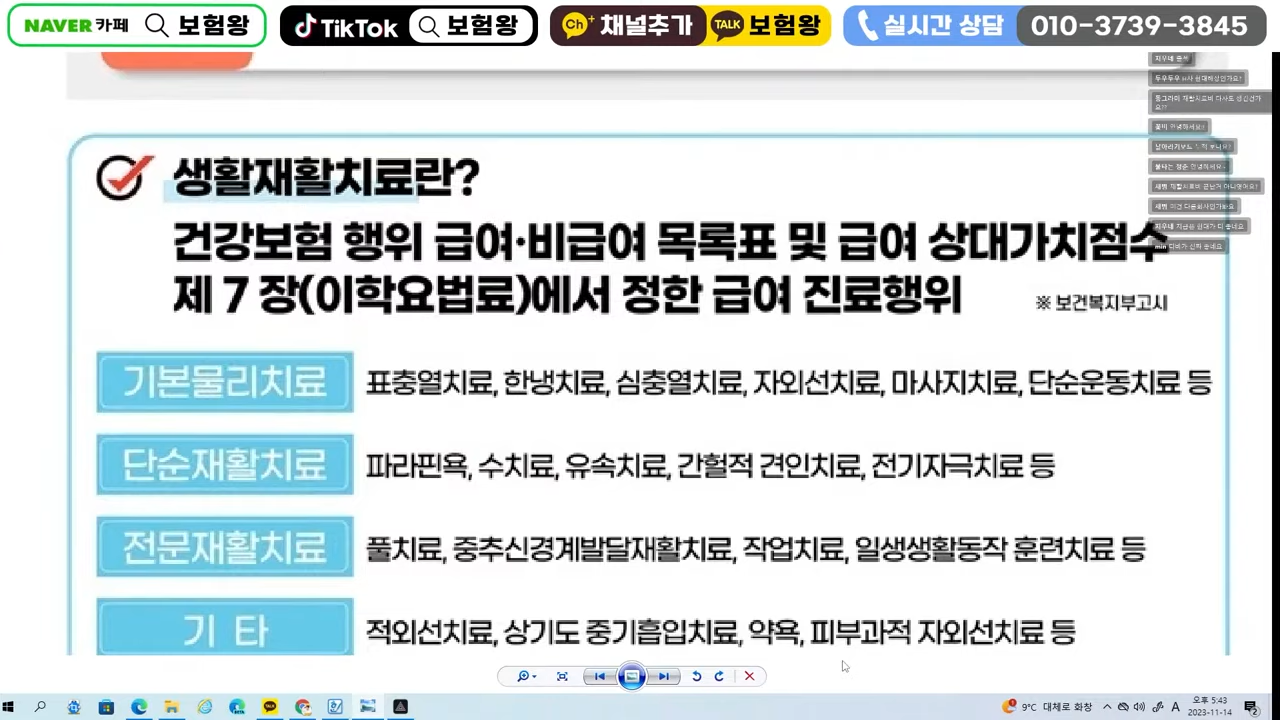 NAVER 카페 보험왕
TikTok 보험왕
Ch+ 채널추가 TALK 보험왕
실시간 상담 010-3739-3845
생활재활치료란?
건강보험 행위 급여·비급여 목록표 및 급여 상대가치점수
제 7 장(이학요법료)에서 정한 급여 진료행위
※ 보건복지부고시
기본물리치료 표층열치료, 한냉치료, 심층열치료, 자외선치료, 마사지치료, 단순운동치료 등
단순재활치료 파라핀욕, 수치료, 유속치료, 간헐적 견인치료, 전기자극치료 등
전문재활치료 풀치료, 중추신경계발달재활치료, 작업치료, 일생생활동작 훈련치료 등
기 타 적외선치료, 상기도 중기흡입치료, 약욕, 피부과적 자외선치료 등
9℃ 대체로 화창
A
오후 5:43
2023-11-14
2